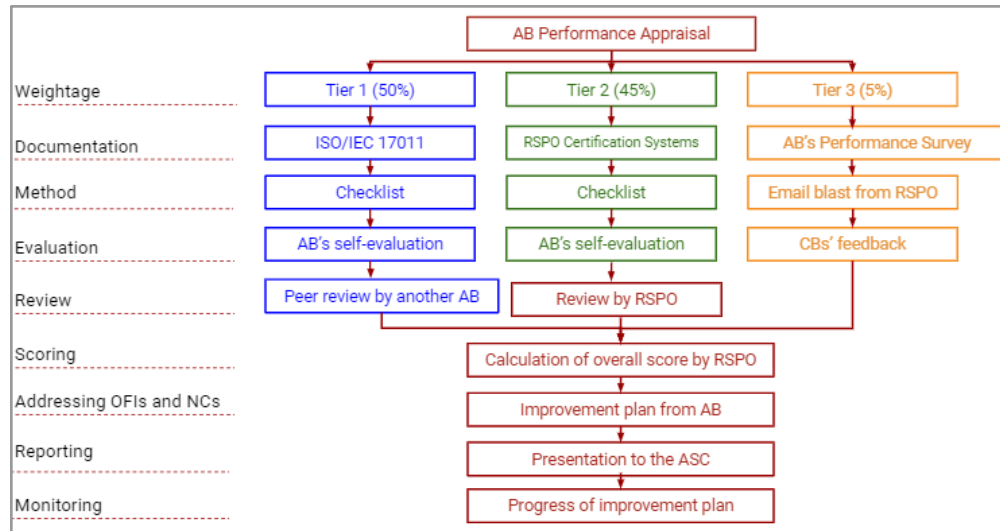 AB Performance Appraisal
Weightage
Tier 1 (50%)
Tier 2 (45%)
Tier 3 (5%)
Documentation
ISO/IEC 17011
RSPO Certification Systems
AB's Performance Survey
Method
Checklist
Checklist
Email blast from RSPO
Evaluation
AB's self-evaluation
AB's self-evaluation
CBs' feedback
Review
Peer review by another AB
Review by RSPO
Scoring
Calculation of overall score by RSPO
Addressing OFIs and NCs
Improvement plan from AB
Reporting
Presentation to the ASC
Monitoring
Progress of improvement plan